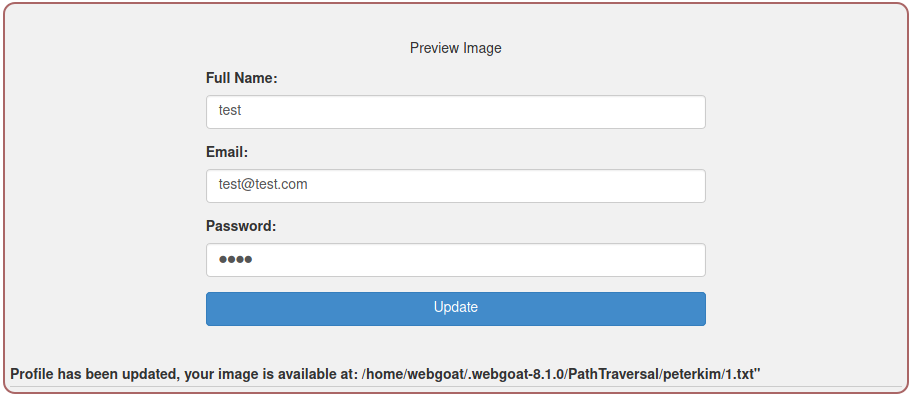 Preview Image
Full Name:
test
Email:
test@test.com
Password:
●●●●
Update
Profile has been updated, your image is available at: /home/webgoat/.webgoat-8.1.0/PathTraversal/peterkim/1.txt"